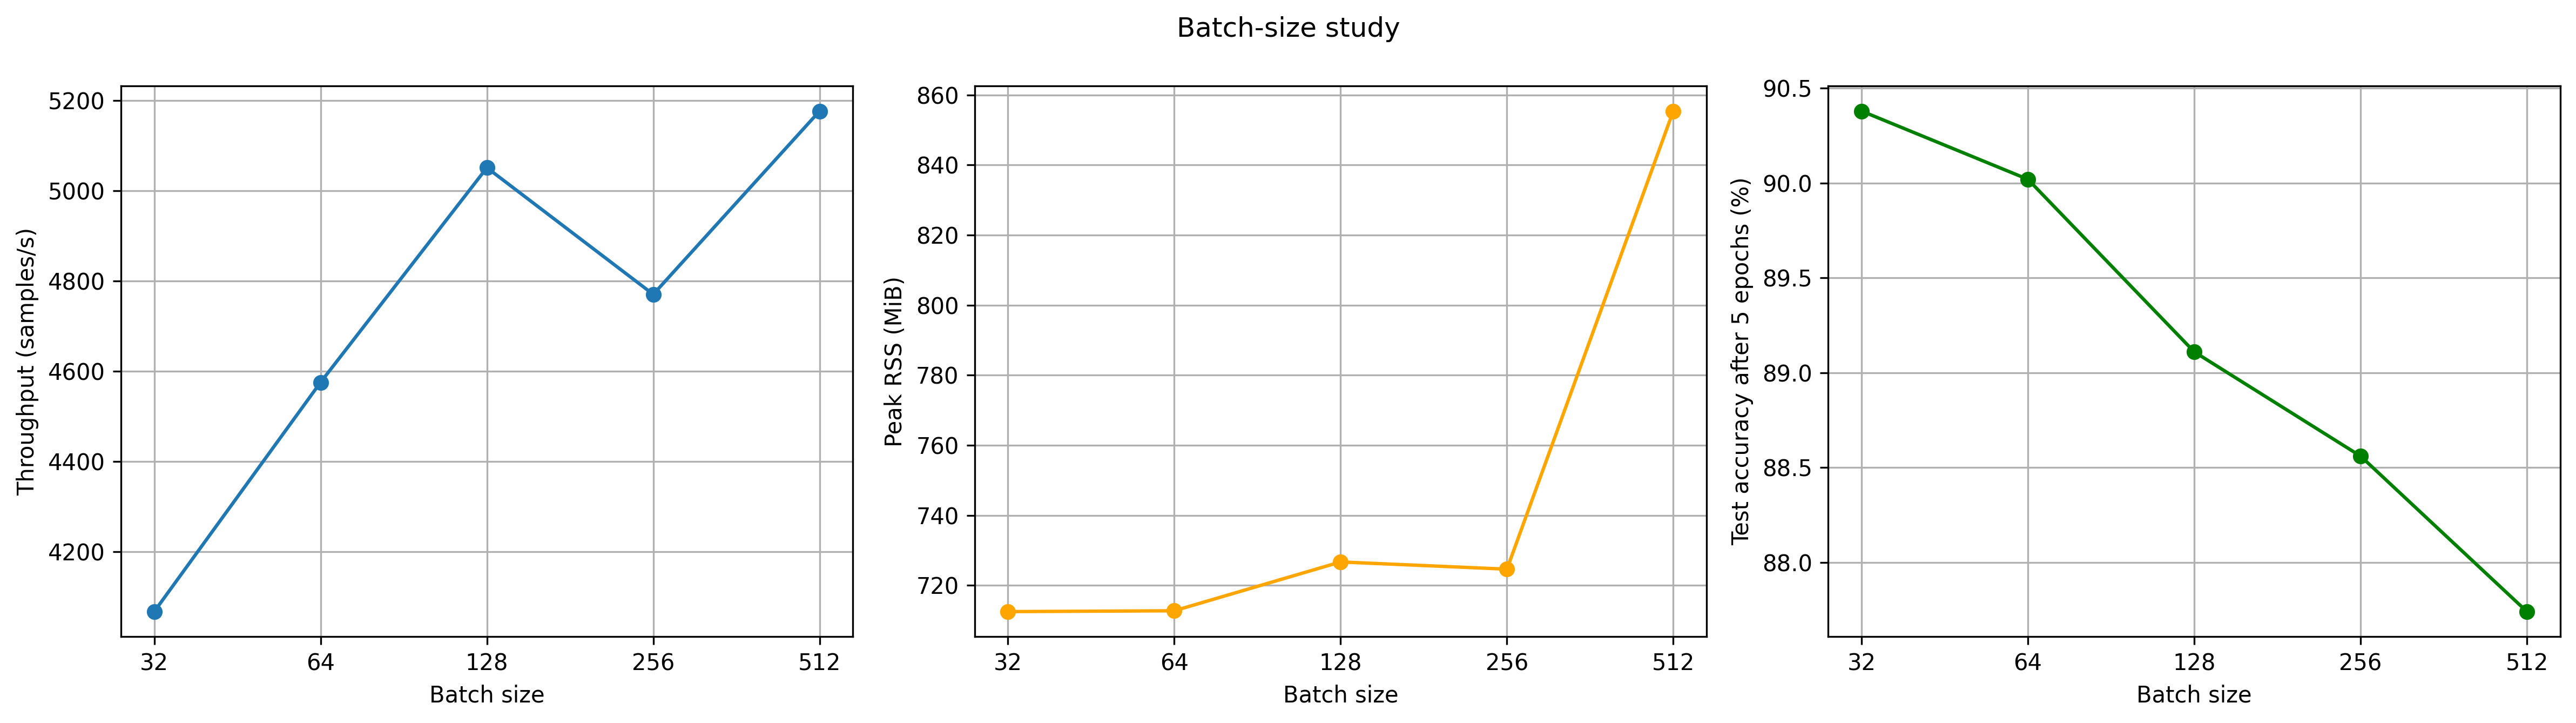 Batch-size study
Throughput (samples/s)
5200
5000
4800
4600
4400
4200
32 64 128 256 512
Batch size
Peak RSS (MiB)
860
840
820
800
780
760
740
720
32 64 128 256 512
Batch size
Test accuracy after 5 epochs (%)
90.5
90.0
89.5
89.0
88.5
88.0
32 64 128 256 512
Batch size